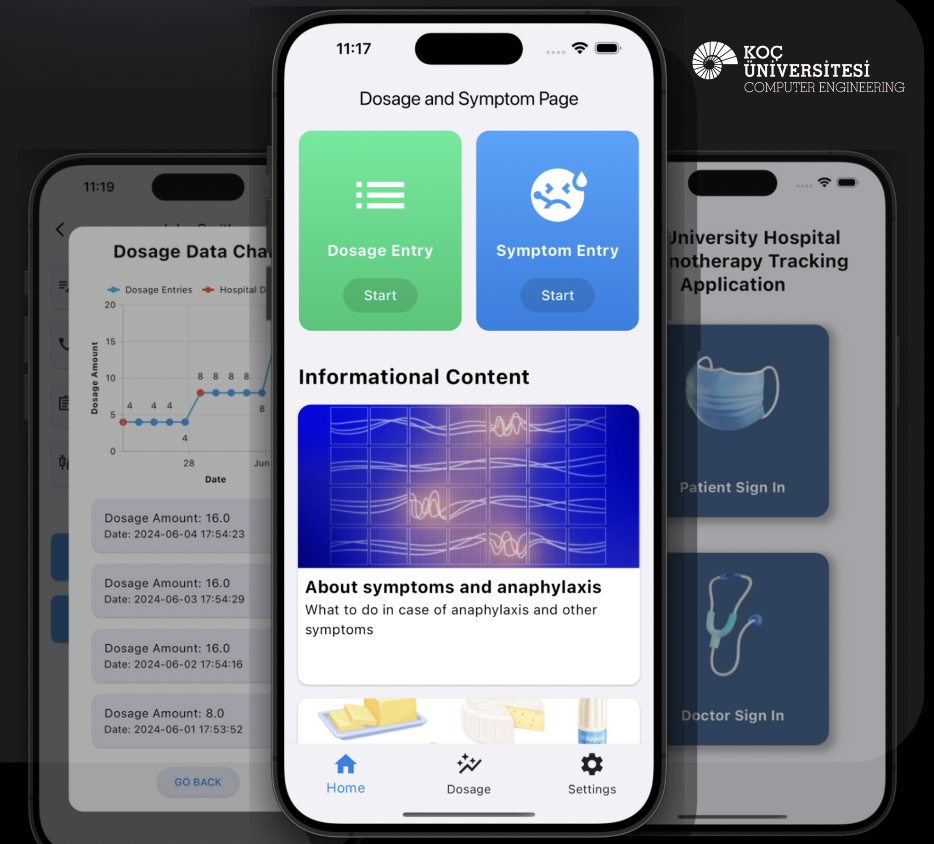 KOÇ
ÜNİVERSİTESİ
COMPUTER ENGINEERING
11:17
Dosage and Symptom Page
Dosage Entry
Start
Symptom Entry
Start
Informational Content
About symptoms and anaphylaxis
What to do in case of anaphylaxis and other
symptoms
Home
Dosage
Settings
11:19
Dosage Data
Dosage Entries
Hospital
20
15
10
5
0
Dosage Amount
4
4
4
4
8
8
8
8
8
28
Jun
Date
Dosage Amount: 16.0
Date: 2024-06-04 17:54:23
Dosage Amount: 16.0
Date: 2024-06-03 17:54:29
Dosage Amount: 16.0
Date: 2024-06-02 17:54:16
Dosage Amount: 8.0
Date: 2024-06-01 17:53:52
GO BACK
University Hospital
Tracking
Application
Patient Sign In
Doctor Sign In